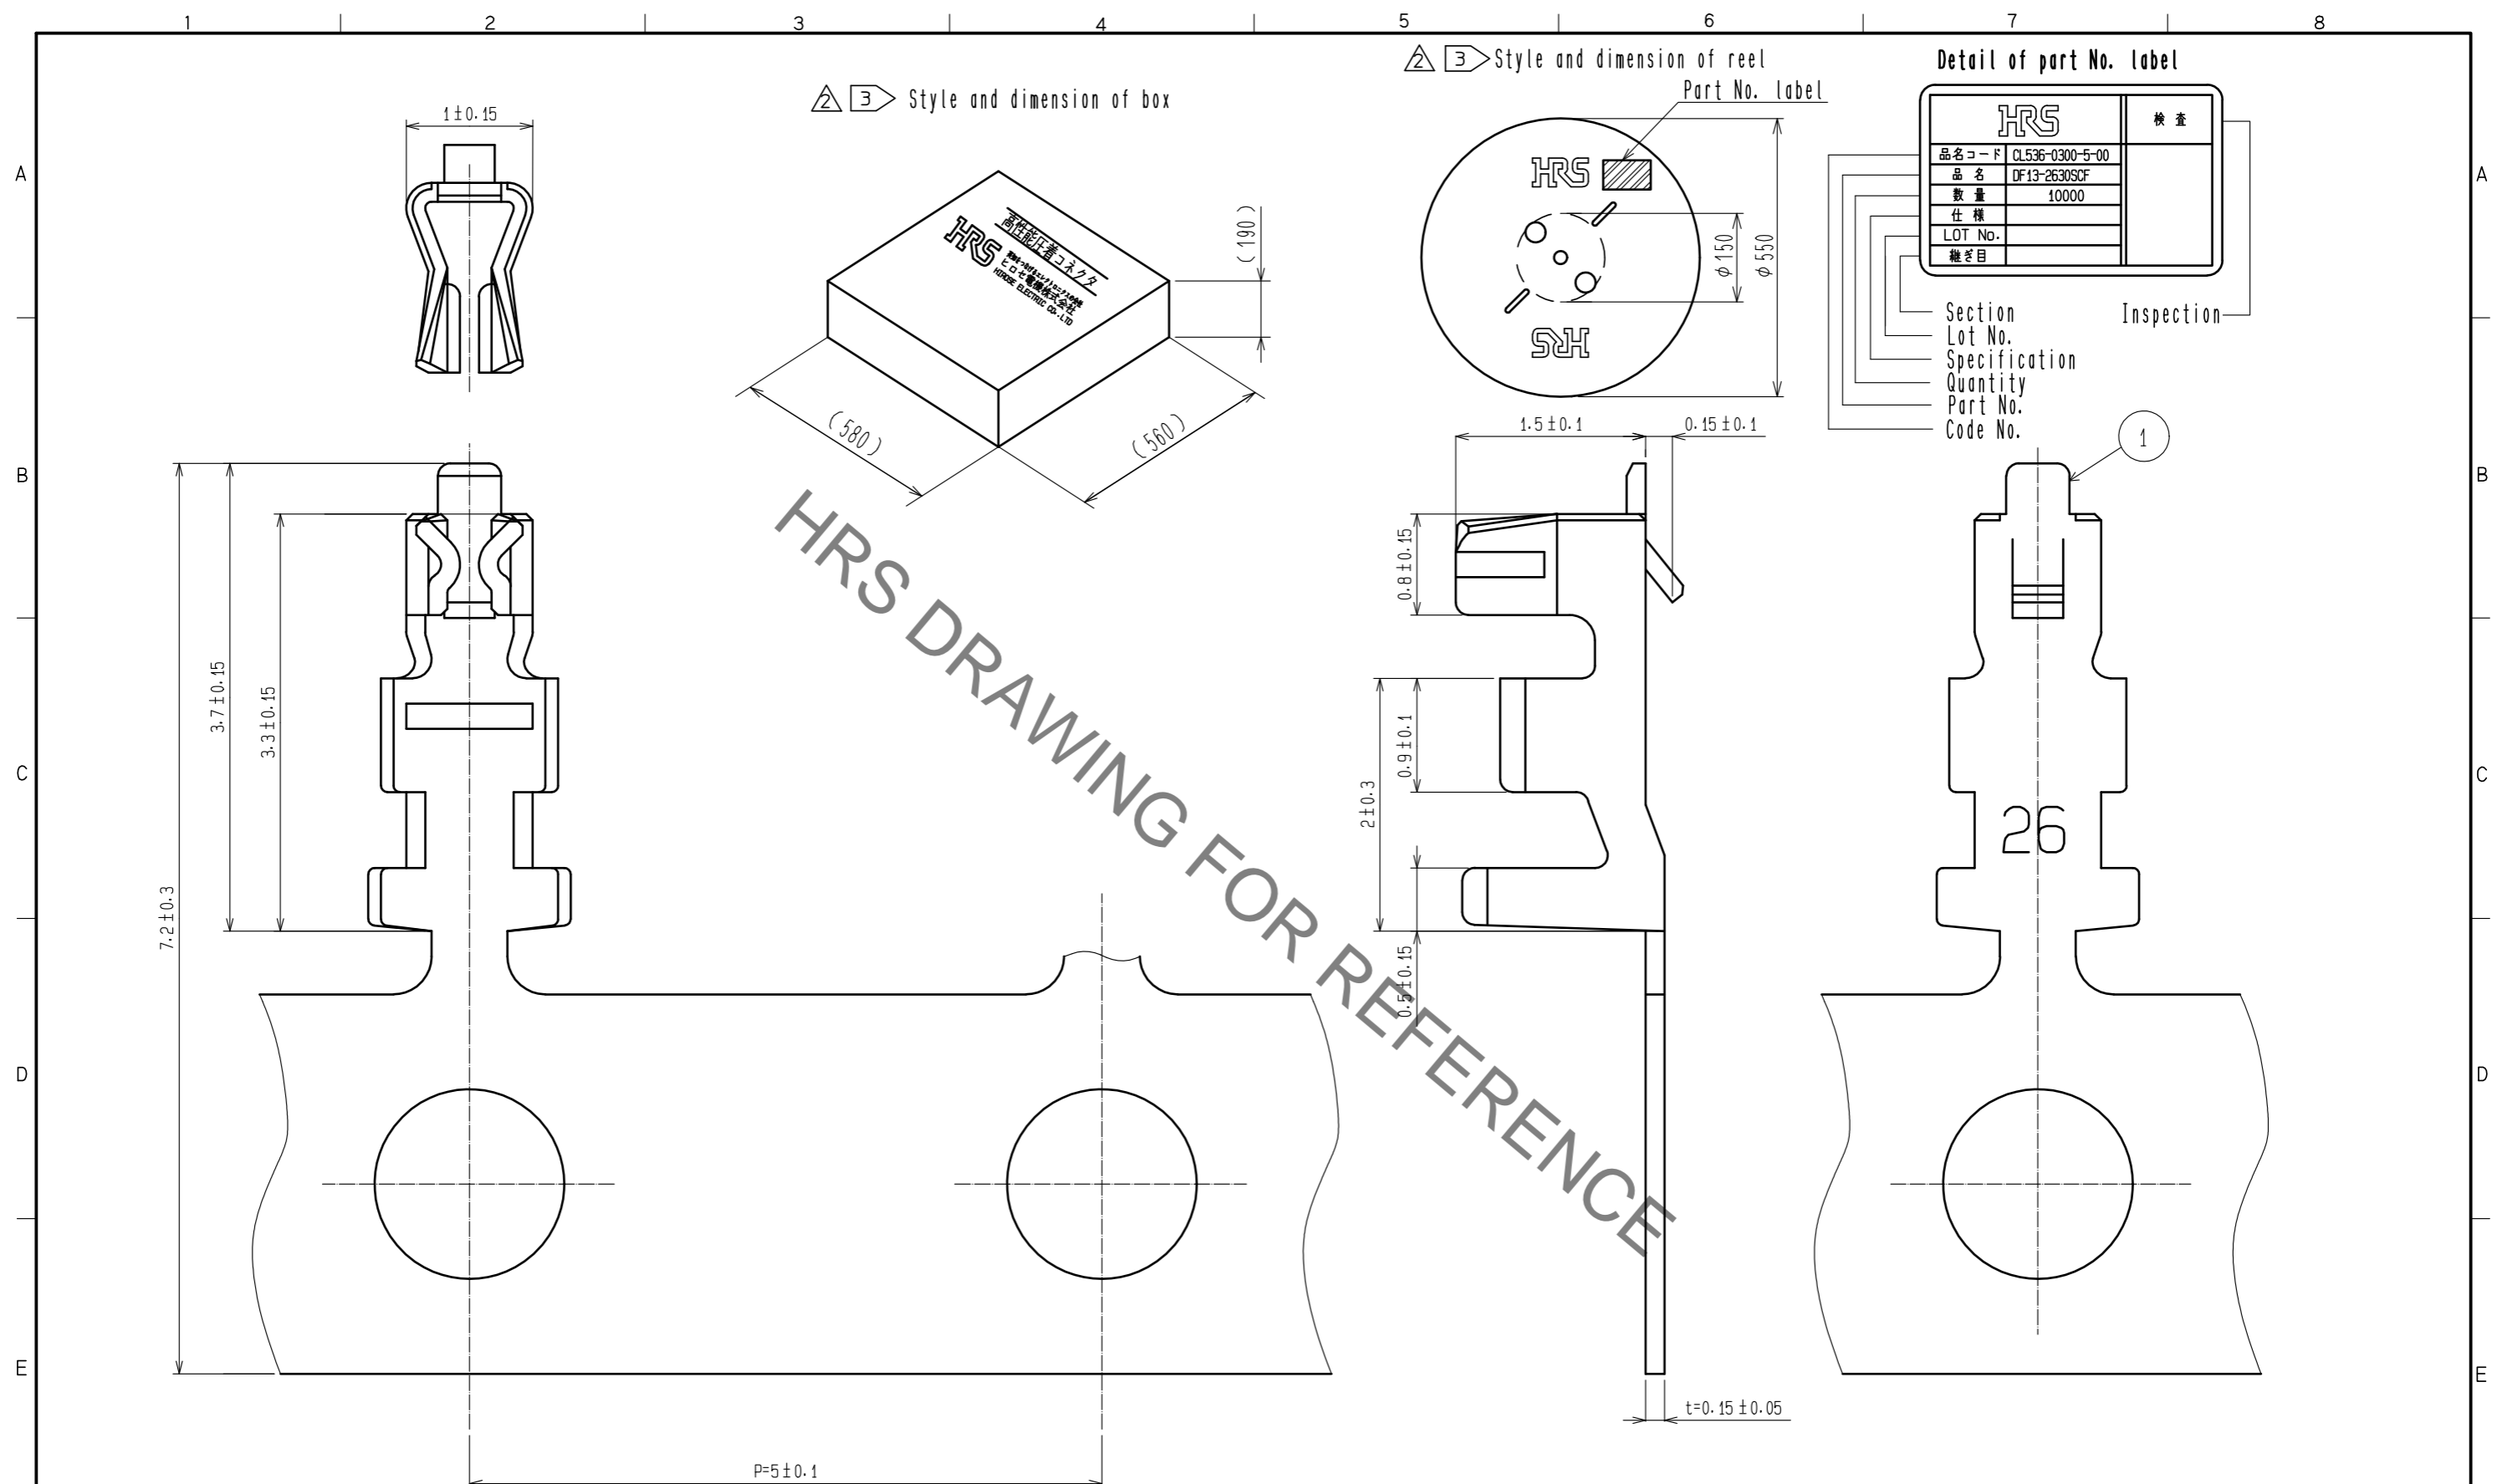 1 2 3 4 5 6 7 8
A A
B B
C C
D D
E E
2 3 Style and dimension of box
2 3 Style and dimension of reel
Part No. label
Detail of part No. label
1±0.15
高性能圧着コネクタ
HRS
ヒロセ電機株式会社
HIROSE ELECTRIC CO.,LTD
(190)
(580)
(560)
HRS
HRS
φ150
φ550
HRS
検査
品名コード CL536-0300-5-00
品名 DF13-2630SCF
数量 10000
仕様
LOT No.
継ぎ目
Section
Lot No.
Specification
Quantity
Part No.
Code No.
Inspection
1
1.5±0.1
0.15±0.1
0.8±0.15
0.9±0.1
2±0.3
0.5±0.15
3.7±0.15
3.3±0.15
7.2±0.3
26
t=0.15±0.05
P=5±0.1
HRS DRAWING FOR REFERENCE